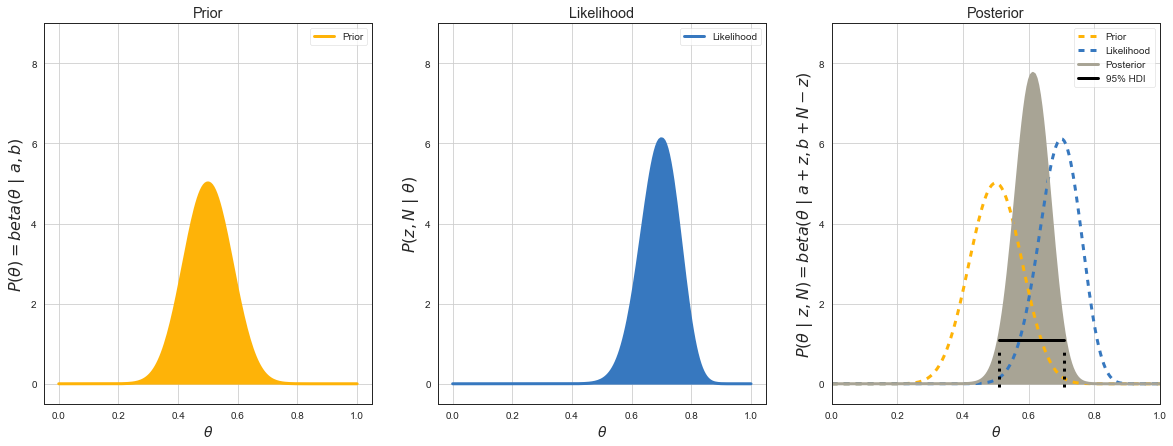 Prior
Prior
8
6
4
2
0
P(θ) = beta(θ | a, b)
0.0 0.2 0.4 0.6 0.8 1.0
θ
Likelihood
Likelihood
8
6
4
2
0
P(z, N | θ)
0.0 0.2 0.4 0.6 0.8 1.0
θ
Posterior
Prior
Likelihood
Posterior
95% HDI
8
6
4
2
0
P(θ | z, N) = beta(θ | a + z, b + N − z)
0.0 0.2 0.4 0.6 0.8 1.0
θ